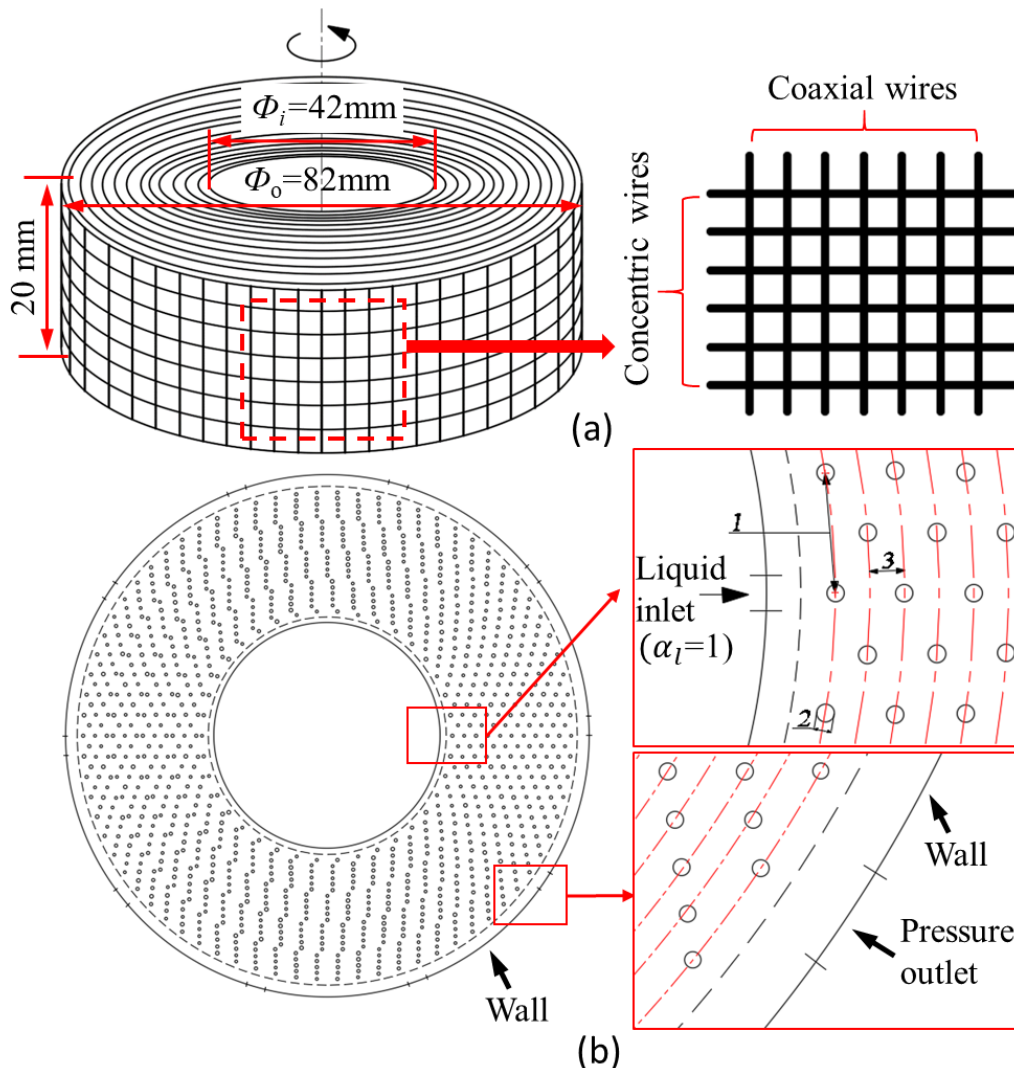 Φi=42mm
Φo=82mm
20 mm
Coaxial wires
Concentric wires
(a)
1
3
Liquid
inlet
(αl=1)
2
Wall
Wall
Pressure
outlet
(b)